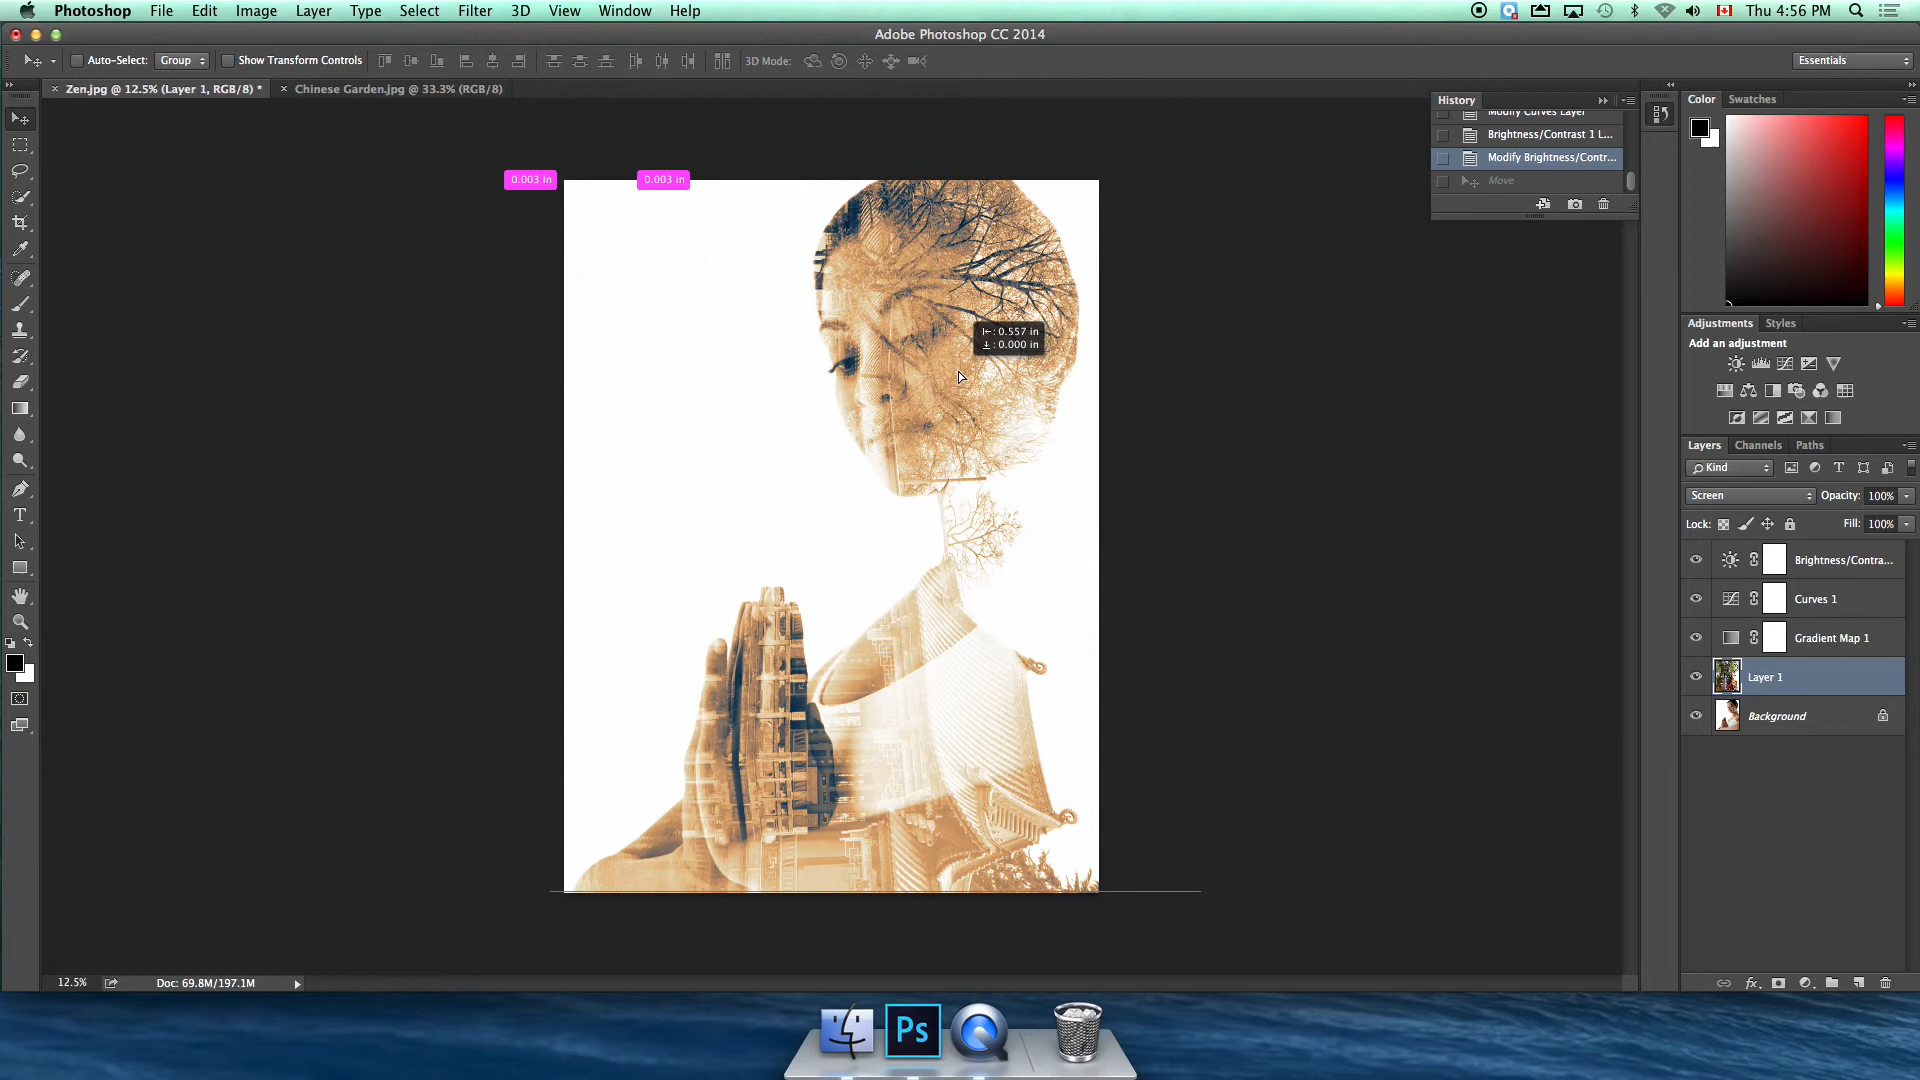 Photoshop File Edit Image Layer Type Select Filter 3D View Window Help
Thu 4:56 PM
Adobe Photoshop CC 2014
Auto-Select: Group Show Transform Controls 3D Mode: Essentials
× Zen.jpg @ 12.5% (Layer 1, RGB/8) * × Chinese Garden.jpg @ 33.3% (RGB/8)
History
Modify Curves Layer
Brightness/Contrast 1 L...
Modify Brightness/Contr...
Move
Color Swatches
0.003 in 0.003 in
: 0.557 in
: 0.000 in
Adjustments Styles
Add an adjustment
Layers Channels Paths
Kind
Screen Opacity: 100%
Lock: Fill: 100%
Brightness/Contra...
Curves 1
Gradient Map 1
Layer 1
Background
fx
T
12.5% Doc: 69.8M/197.1M
Ps